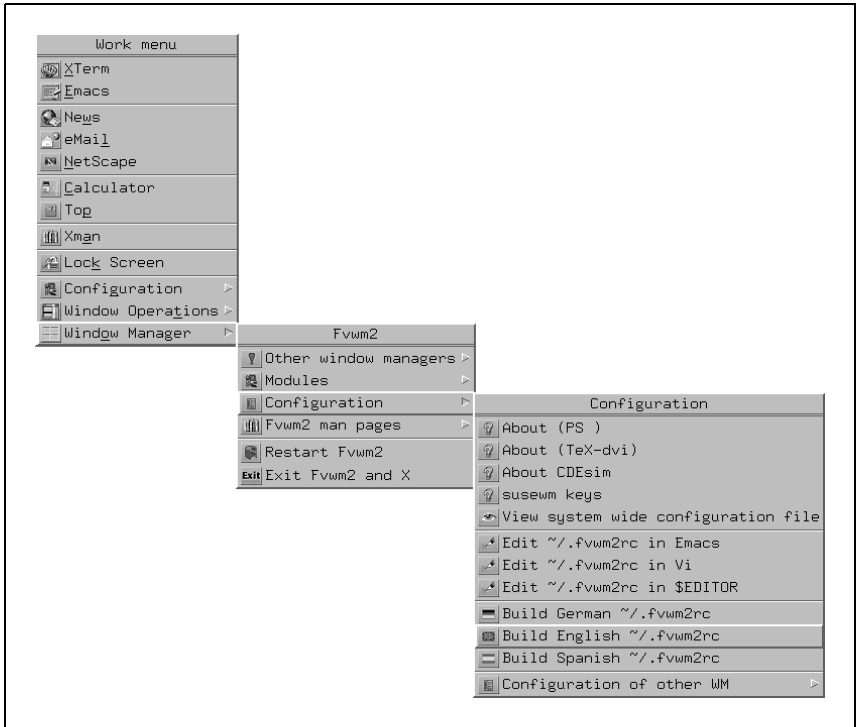 Work menu
XTerm
Emacs
News
eMail
NetScape
Calculator
Top
Xman
Lock Screen
Configuration
Window Operations
Window Manager
Fvwm2
Other window managers
Modules
Configuration
Fvwm2 man pages
Restart Fvwm2
Exit Exit Fvwm2 and X
Configuration
About (PS )
About (TeX-dvi)
About CDEsim
susewm keys
View system wide configuration file
Edit ~/.fvwm2rc in Emacs
Edit ~/.fvwm2rc in Vi
Edit ~/.fvwm2rc in $EDITOR
Build German ~/.fvwm2rc
Build English ~/.fvwm2rc
Build Spanish ~/.fvwm2rc
Configuration of other WM